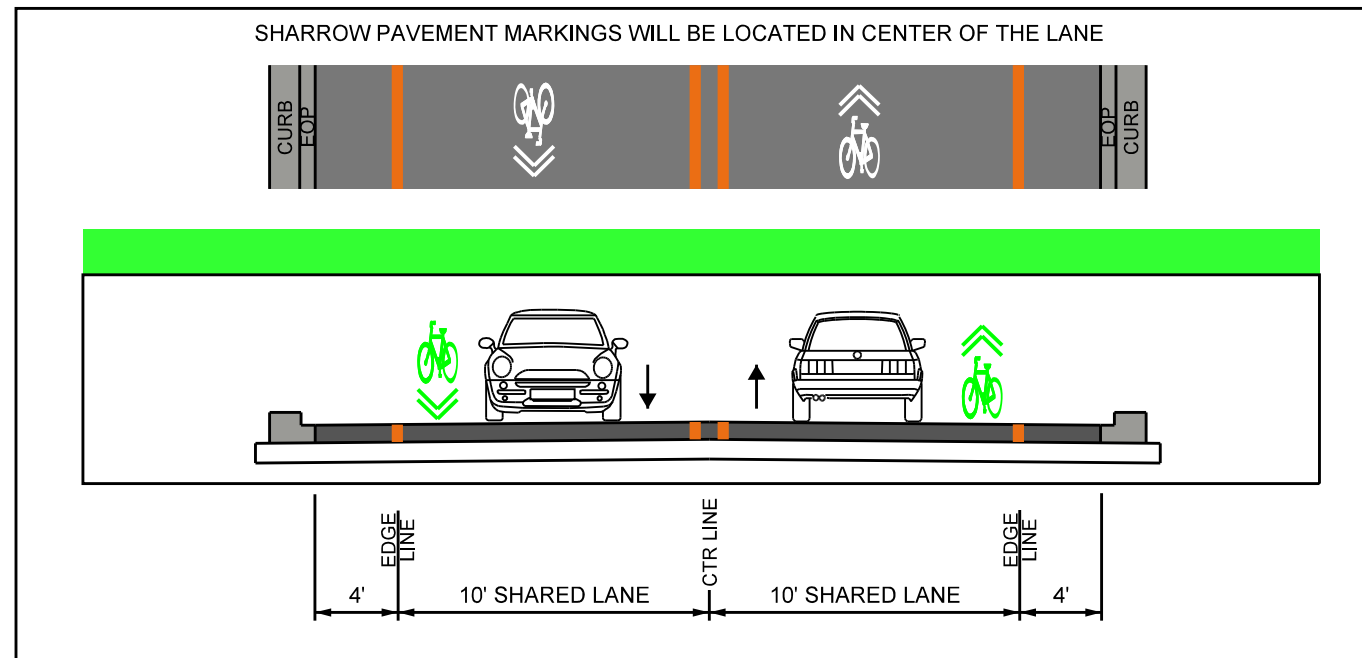 SHARROW PAVEMENT MARKINGS WILL BE LOCATED IN CENTER OF THE LANE
CURB
EOP
EOP
CURB
EDGE
LINE
CTR LINE
EDGE
LINE
4'
10' SHARED LANE
10' SHARED LANE
4'